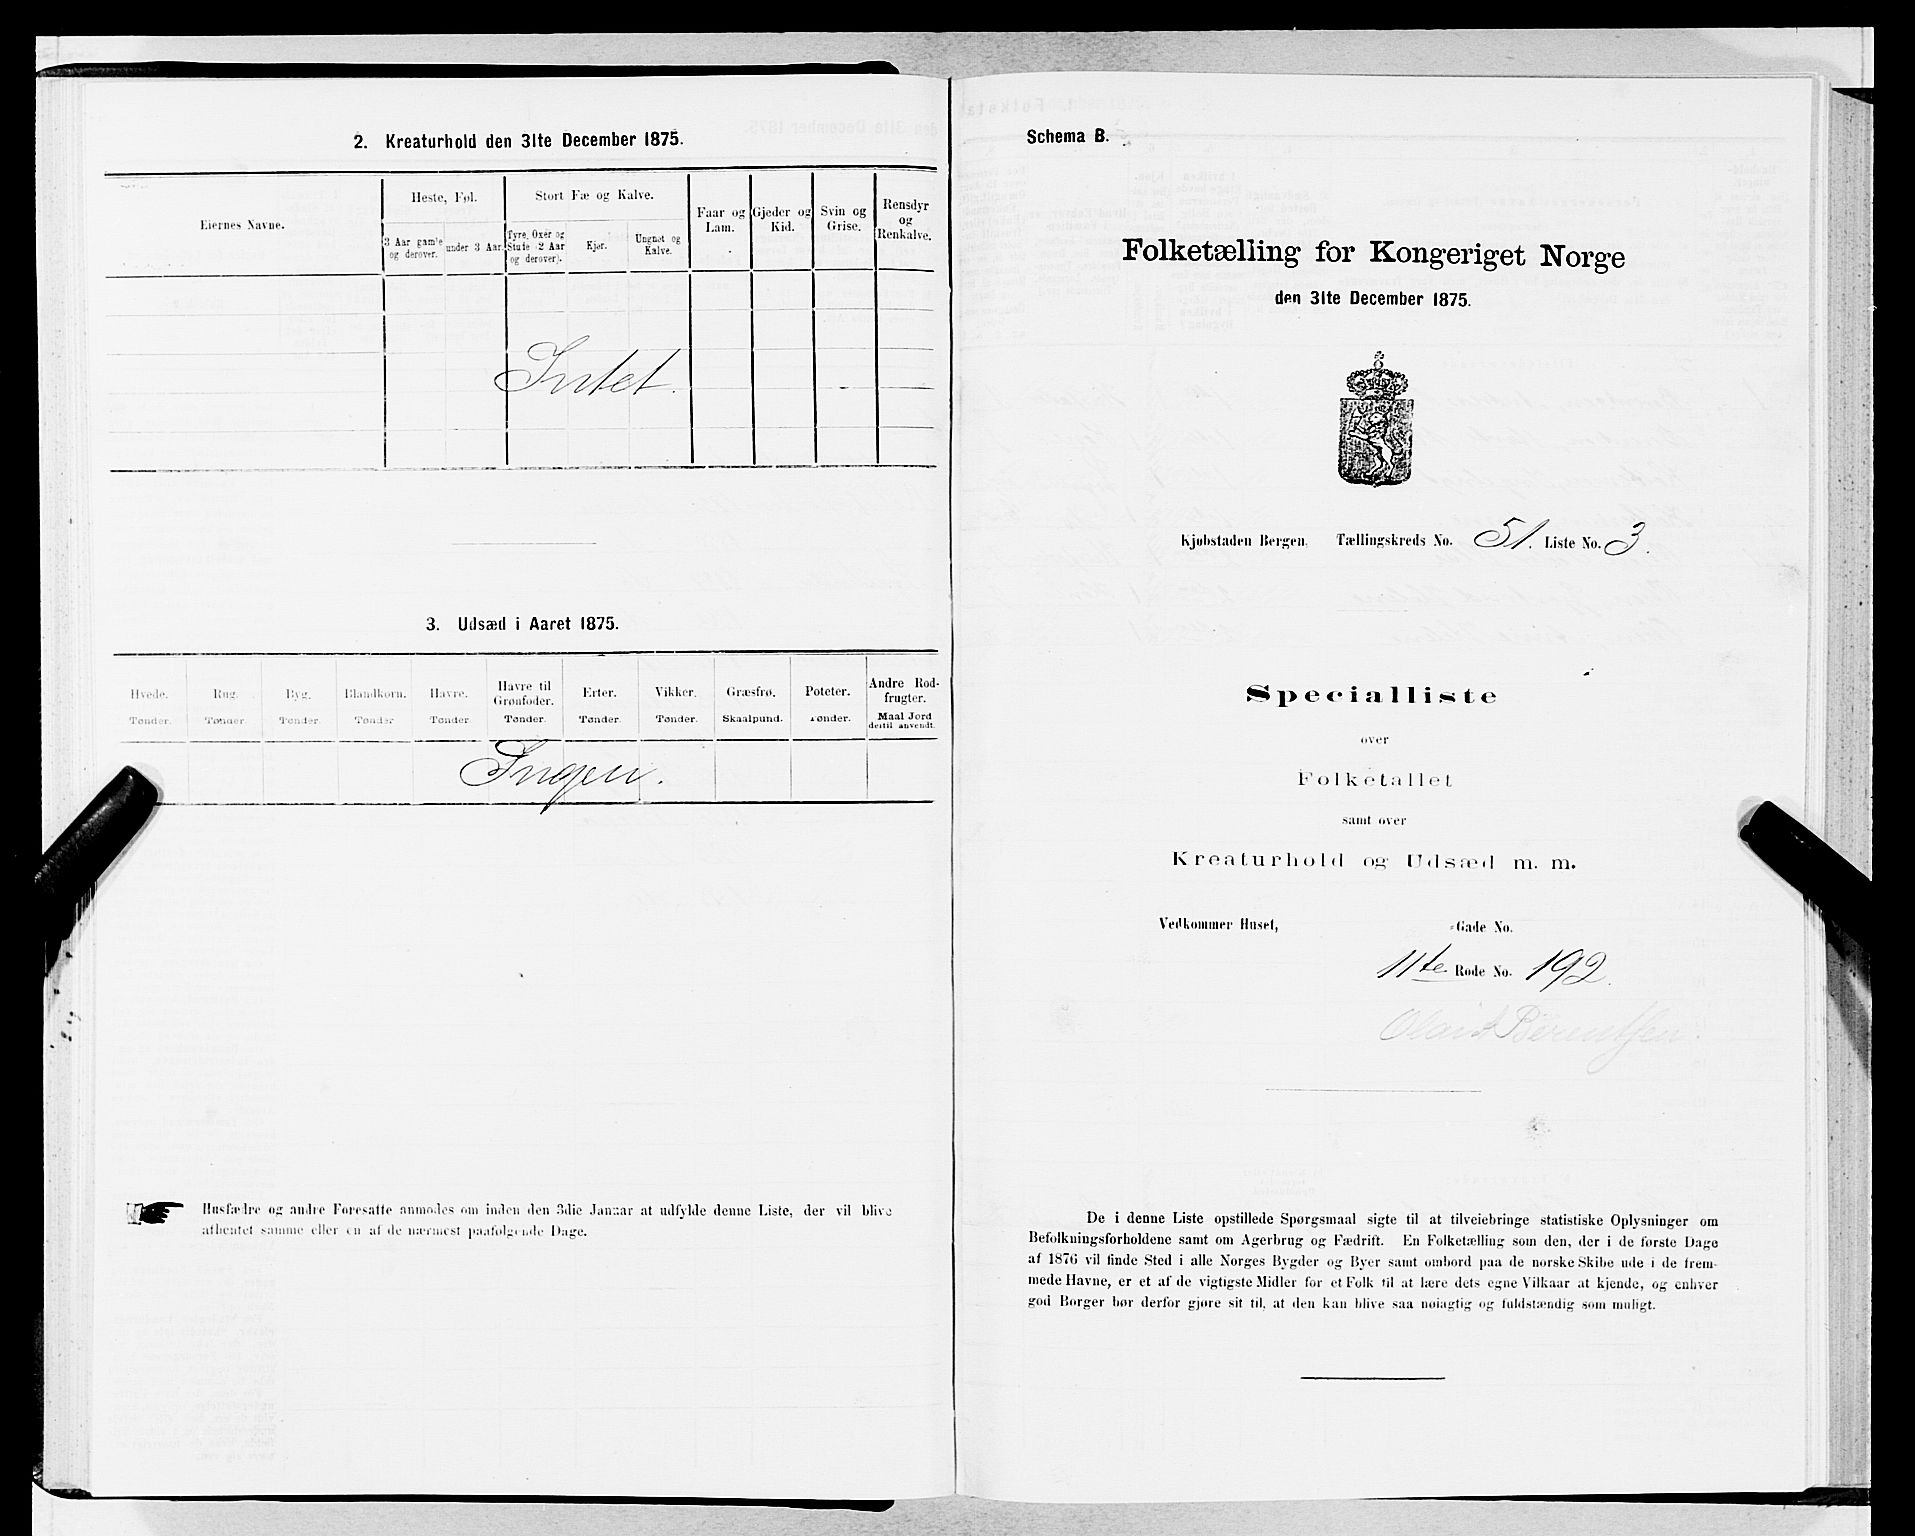 2. Kreaturhold den 31te December 1875.
Eiernes Navne.
Heste, Føl.
3 Aar gamle og derover.
under 3 Aar.
Stort Fæ og Kalve.
Tyre, Oxer og Stude (2 Aar og derover).
Kjør.
Ungnøt og Kalve.
Faar og Lam.
Gjeder og Kid.
Svin og Grise.
Rensdyr og Renkalve.
Intet.
3. Udsæd i Aaret 1875.
Hvede. Tønder.
Rug. Tønder.
Byg. Tønder.
Blandkorn. Tønder
Havre. Tønder.
Havre til Grønfoder. Tønder.
Erter. Tønder.
Vikker. Tønder.
Græsfrø. Skaalpund.
Poteter. Tønder.
Andre Rodfrugter. Maal Jord dertil anvendt.
Ingen.
Husfædre og andre Foresatte anmodes om inden den 3die Januar at udfylde denne Liste, der vil blive
afhentet samme eller en af de nærmest paafølgende Dage.
Schema B.
Folketælling for Kongeriget Norge
den 31te December 1875.
Kjøbstaden Bergen. Tællingskreds No. 51. Liste No. 3.
Specialliste
over
Folketallet
samt over
Kreaturhold og Udsæd m. m.
Vedkommer Huset, Gade No.
11te Rode No. 192.
Berentsen
De i denne Liste opstillede Spørgsmaal sigte til at tilveiebringe statistiske Oplysninger om
Befolkningsforholdene samt om Agerbrug og Fædrift. En Folketælling som den, der i de første Dage
af 1876 vil finde Sted i alle Norges Bygder og Byer samt ombord paa de norske Skibe ude i de frem-
mede Havne, er et af de vigtigste Midler for et Folk til at lære dets egne Vilkaar at kjende, og enhver
god Borger bør derfor gjøre sit til, at den kan blive saa nøiagtig og fuldstændig som muligt.